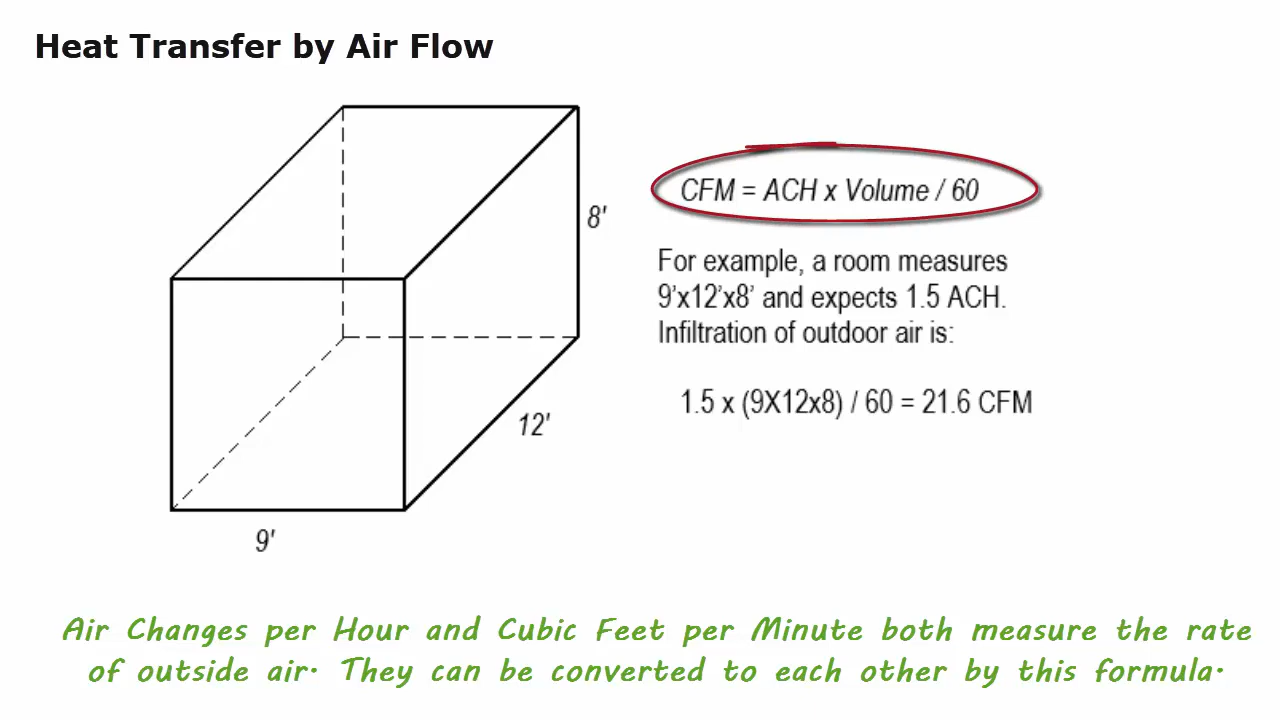 Heat Transfer by Air Flow
8'
12'
9'
CFM = ACH x Volume / 60
For example, a room measures
9'x12'x8' and expects 1.5 ACH.
Infiltration of outdoor air is:
1.5 x (9X12x8) / 60 = 21.6 CFM
Air Changes per Hour and Cubic Feet per Minute both measure the rate
of outside air. They can be converted to each other by this formula.